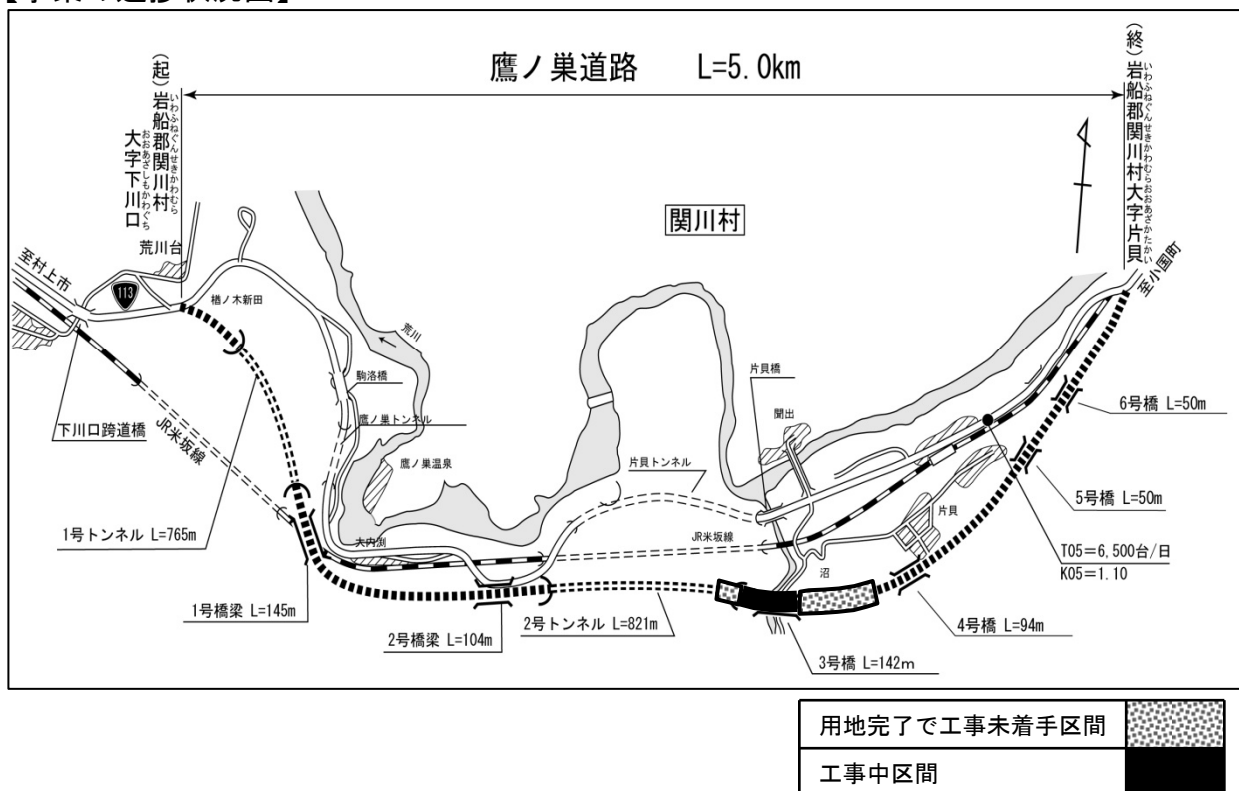 鷹ノ巣道路 L=5.0km
(起)岩船郡関川村
いわふねぐんせきかわむら
大字下川口
おおあざしもかわぐち
(終)岩船郡関川村大字片貝
いわふねぐんせきかわむらおおあざかたかい
関川村
荒川台
至村上市
113
楢ノ木新田
荒川
至小国町
駒洛橋
片貝橋
下川口跨道橋
JR米坂線
鷹ノ巣トンネル
聞出
6号橋 L=50m
鷹ノ巣温泉
片貝トンネル
5号橋 L=50m
片貝
1号トンネル L=765m
大内渕
JR米坂線
沼
T05=6,500台/日
K05=1.10
1号橋梁 L=145m
2号橋梁 L=104m
2号トンネル L=821m
4号橋 L=94m
3号橋 L=142m
用地完了で工事未着手区間
工事中区間